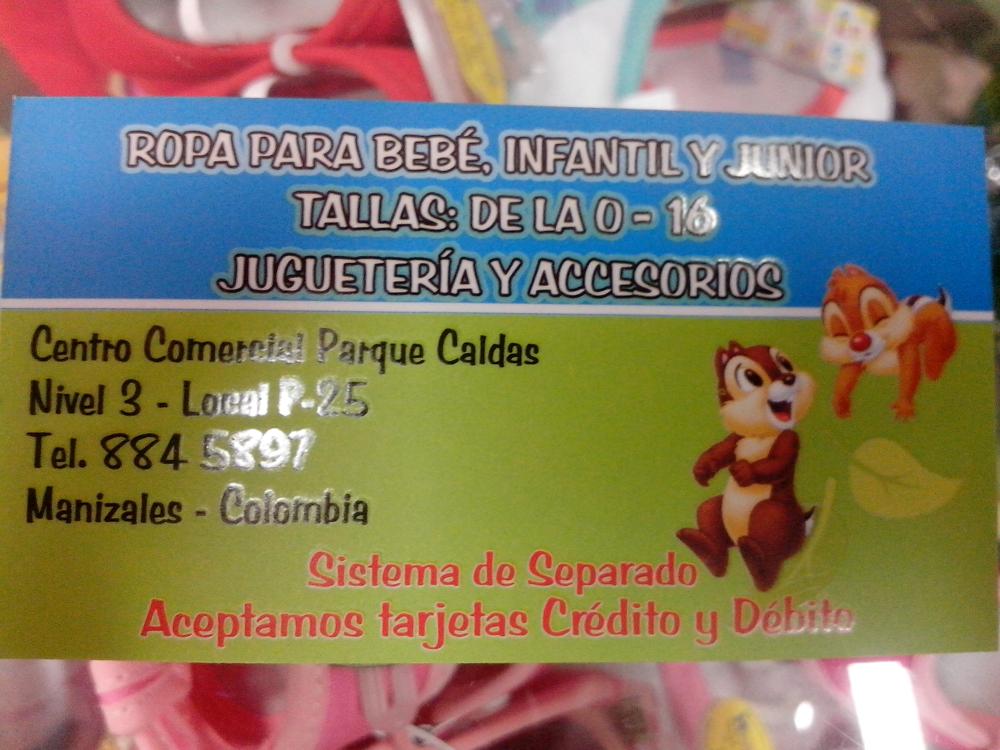 ROPA PARA BEBÉ, INFANTIL Y JUNIOR
TALLAS: DE LA 0 - 16
JUGUETERÍA Y ACCESORIOS
Centro Comercial Parque Caldas
Nivel 3 - Local P-25
Tel. 884 5897
Manizales - Colombia
Sistema de Separado
Aceptamos tarjetas Crédito y Débito